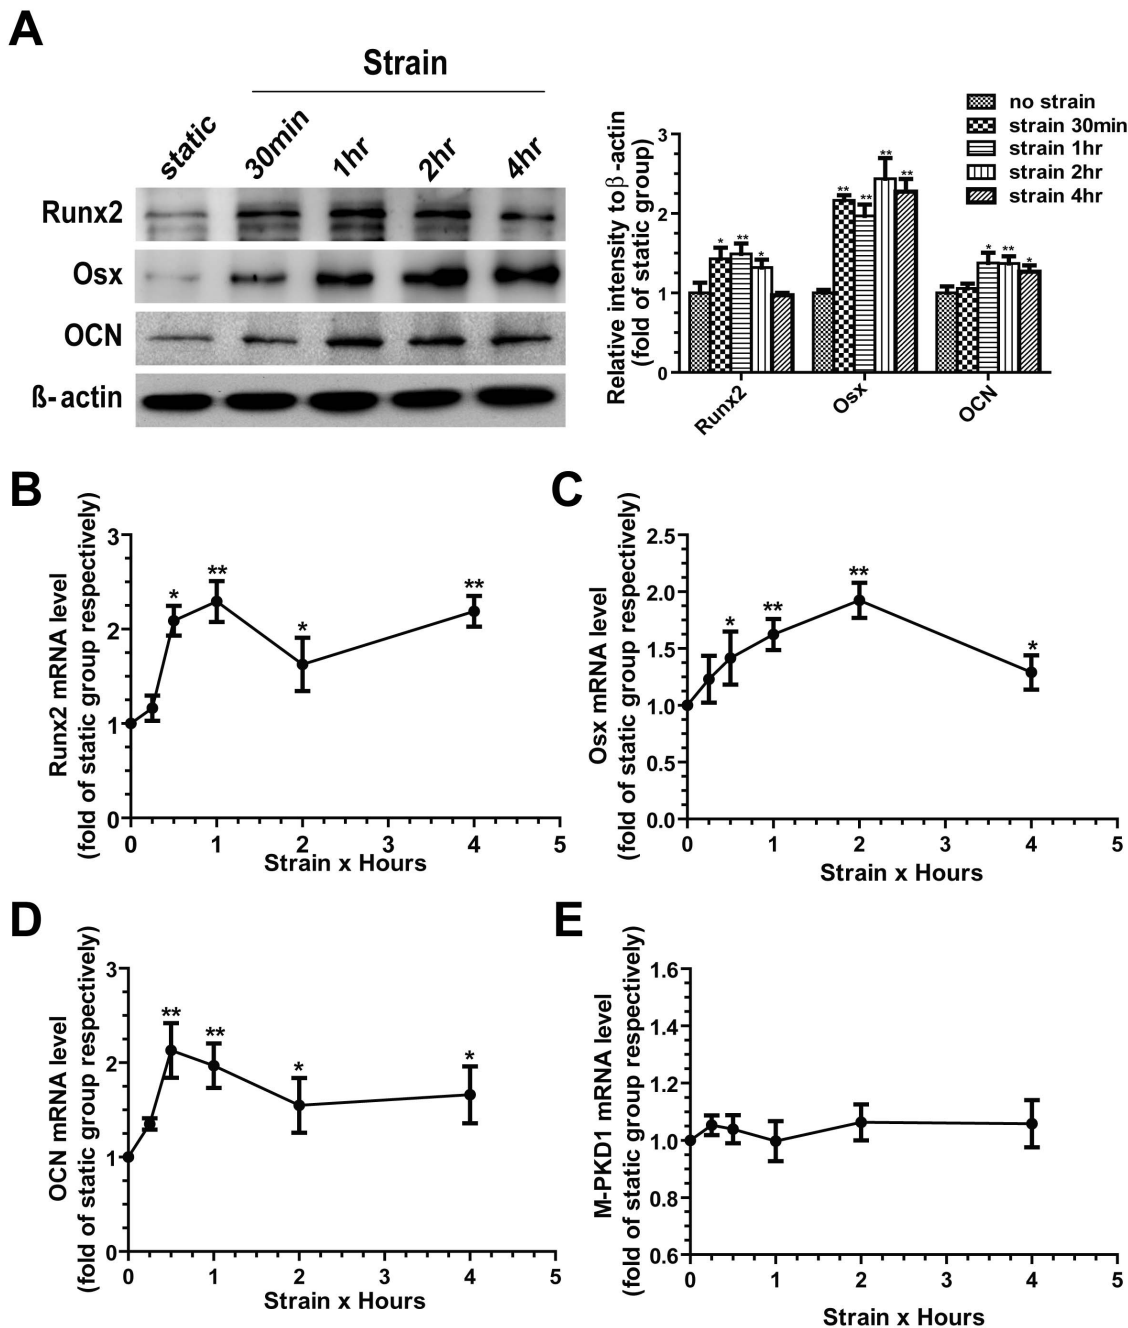 A
Strain
static
30min
1hr
2hr
4hr
Runx2
Osx
OCN
ß-actin
Relative intensity toβ-actin
(fold of static group)
3
2
1
0
* ** *
** ** ** **
* ** *
Runx2
Osx
OCN
no strain
strain 30min
strain 1hr
strain 2hr
strain 4hr
B
Runx2 mRNA level
(fold of static group respectively)
3
2
1
0
* ** * **
0 1 2 3 4 5
Strain x Hours
C
Osx mRNA level
(fold of static group respectively)
2.5
2.0
1.5
1.0
0.5
0.0
* ** ** *
0 1 2 3 4 5
Strain x Hours
D
OCN mRNA level
(fold of static group respectively)
3
2
1
0
** ** * *
0 1 2 3 4 5
Strain x Hours
E
M-PKD1 mRNA level
(fold of static group respectively)
1.6
1.4
1.2
1.0
0.8
0.6
0 1 2 3 4 5
Strain x Hours